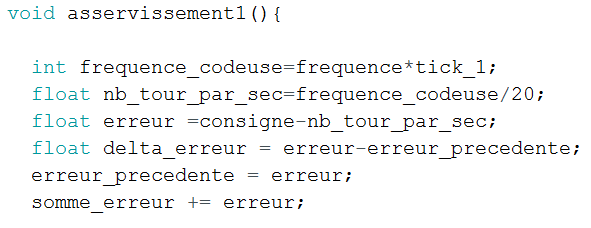 void asservissement1(){
int frequence_codeuse=frequence*tick_1;
float nb_tour_par_sec=frequence_codeuse/20;
float erreur =consigne-nb_tour_par_sec;
float delta_erreur = erreur-erreur_precedente;
erreur_precedente = erreur;
somme_erreur += erreur;